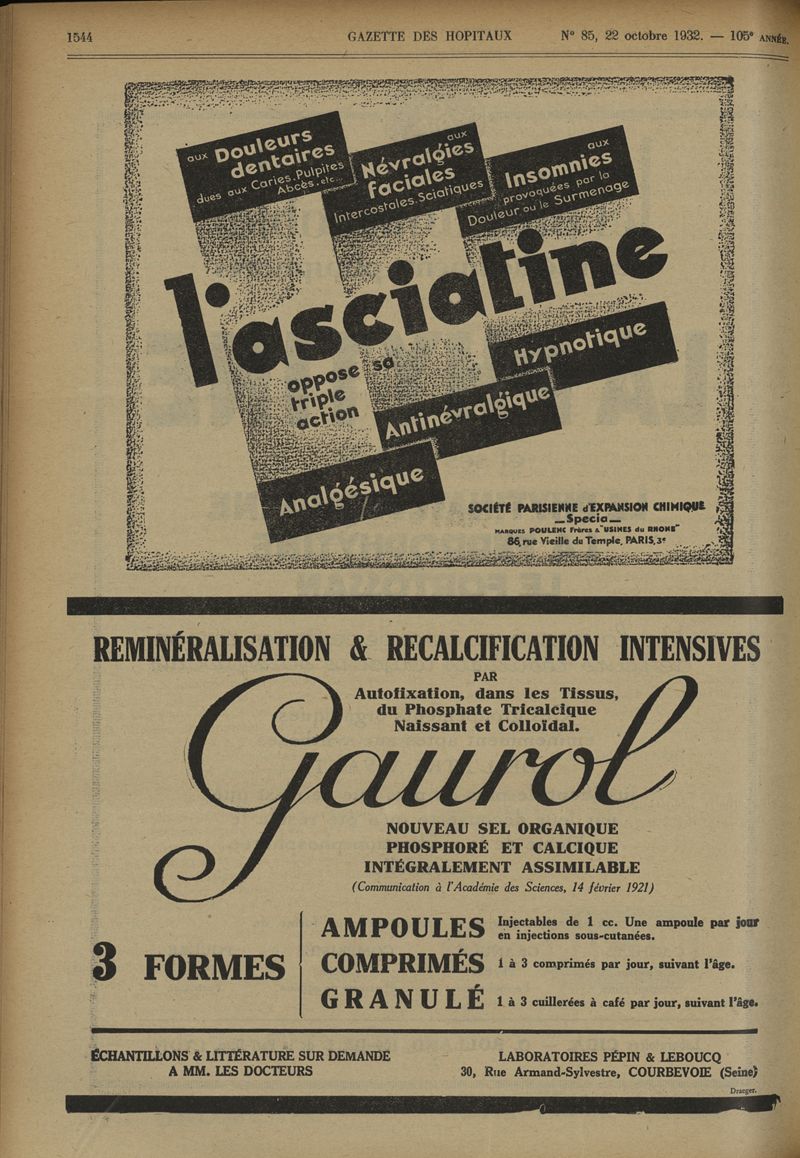 1544 GAZETTE DES HOPITAUX N° 85, 22 octobre 1932. — 105e ANNÉE.
aux Douleurs
dentaires
dues aux Caries, Pulpites
Abcès, etc...
aux
Névralgies
faciales
Intercostales, Sciatiques
aux
Insomnies
provoquées par la
Douleur ou le Surmenage
l'asciatine
oppose sa
triple
action
Hypnotique
Antinévralgique
Analgésique
SOCIÉTÉ PARISIENNE d'EXPANSION CHIMIQUE
— Specia —
MARQUES POULENC Frères & "USINES du RHONE"
86, rue Vieille du Temple, PARIS, 3e
REMINÉRALISATION & RECALCIFICATION INTENSIVES
PAR
Autofixation, dans les Tissus,
du Phosphate Tricalcique
Naissant et Colloïdal.
Gaurol
NOUVEAU SEL ORGANIQUE
PHOSPHORÉ ET CALCIQUE
INTÉGRALEMENT ASSIMILABLE
(Communication à l'Académie des Sciences, 14 février 1921)
3 FORMES
AMPOULES Injectables de 1 cc. Une ampoule par jour
en injections sous-cutanées.
COMPRIMÉS 1 à 3 comprimés par jour, suivant l'âge.
GRANULÉ 1 à 3 cuillerées à café par jour, suivant l'âge.
ÉCHANTILLONS & LITTÉRATURE SUR DEMANDE
A MM. LES DOCTEURS
LABORATOIRES PÉPIN & LEBOUCQ
30, Rue Armand-Sylvestre, COURBEVOIE (Seine)
Draeger.